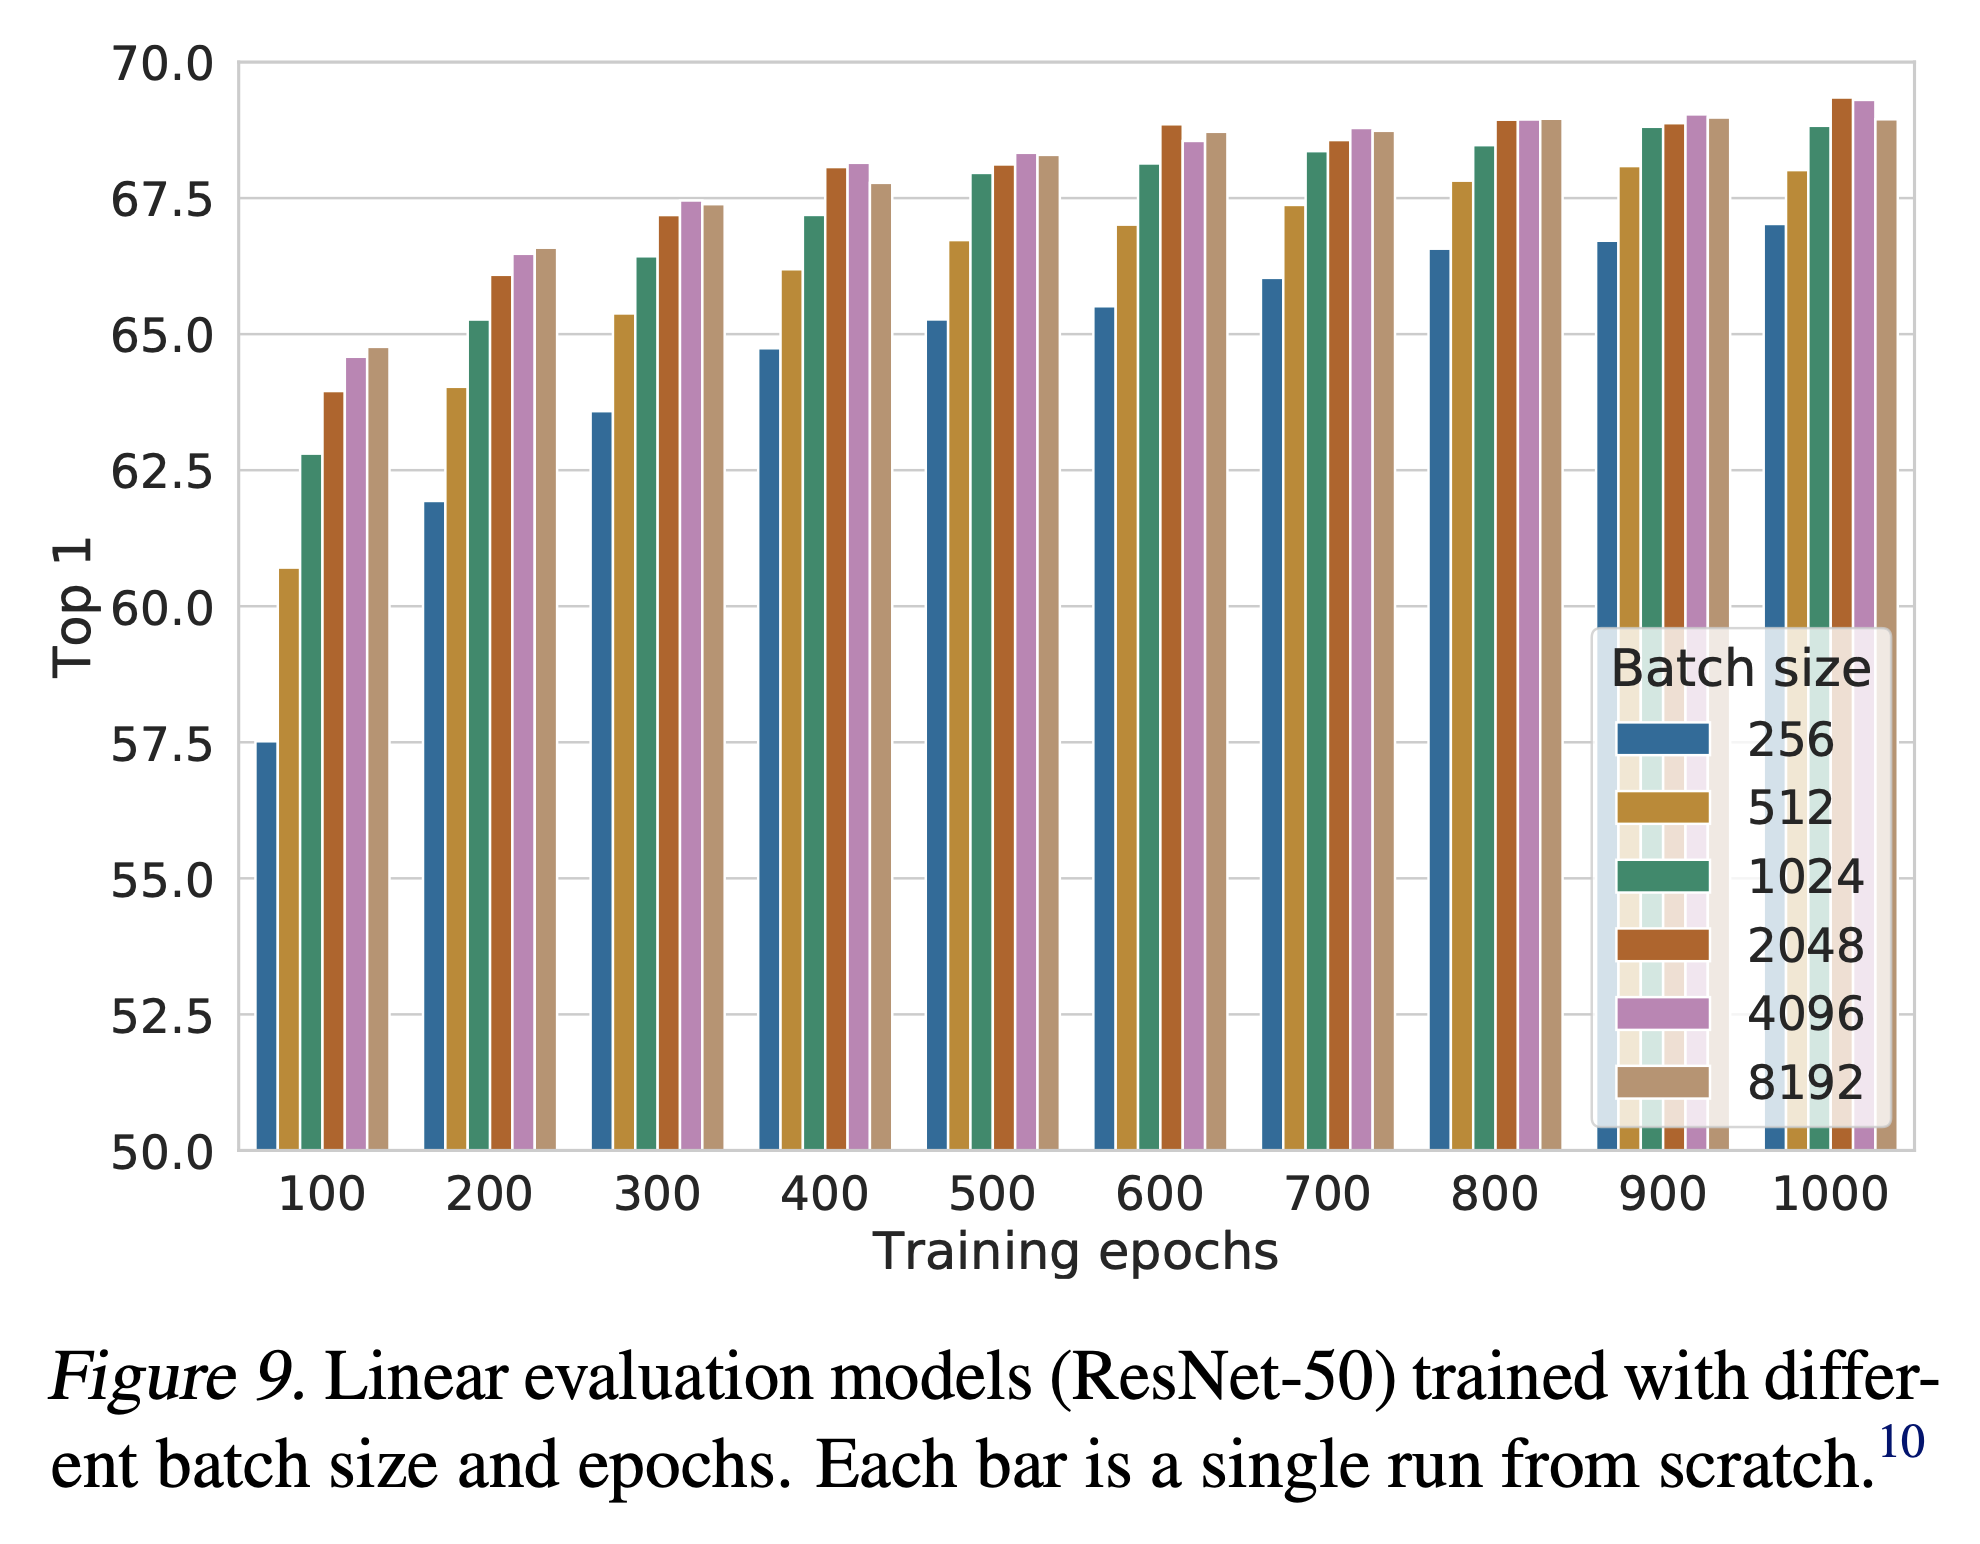 70.0
67.5
65.0
62.5
60.0
57.5
55.0
52.5
50.0
Top 1
Batch size
256
512
1024
2048
4096
8192
100 200 300 400 500 600 700 800 900 1000
Training epochs
Figure 9. Linear evaluation models (ResNet-50) trained with differ-
ent batch size and epochs. Each bar is a single run from scratch.10